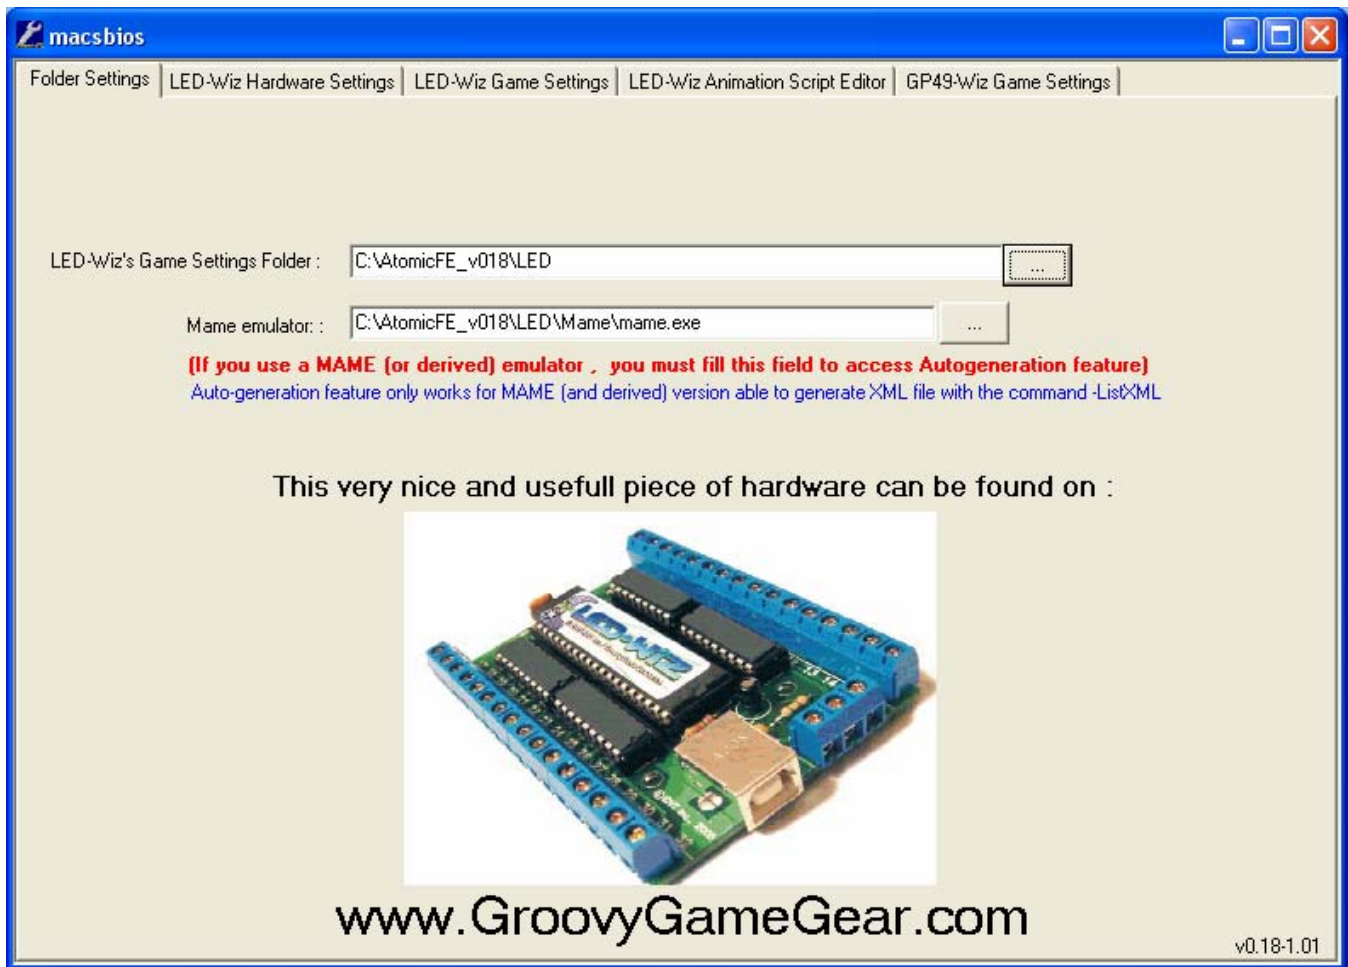 macsbios
Folder Settings LED-Wiz Hardware Settings LED-Wiz Game Settings LED-Wiz Animation Script Editor GP49-Wiz Game Settings
LED-Wiz's Game Settings Folder : C:\AtomicFE_v018\LED ...
Mame emulator: : C:\AtomicFE_v018\LED\Mame\mame.exe ...
(If you use a MAME (or derived) emulator , you must fill this field to access Autogeneration feature)
Auto-generation feature only works for MAME (and derived) version able to generate XML file with the command -ListXML
This very nice and usefull piece of hardware can be found on :
LED-Wiz
www.GroovyGameGear.com
v0.18-1.01